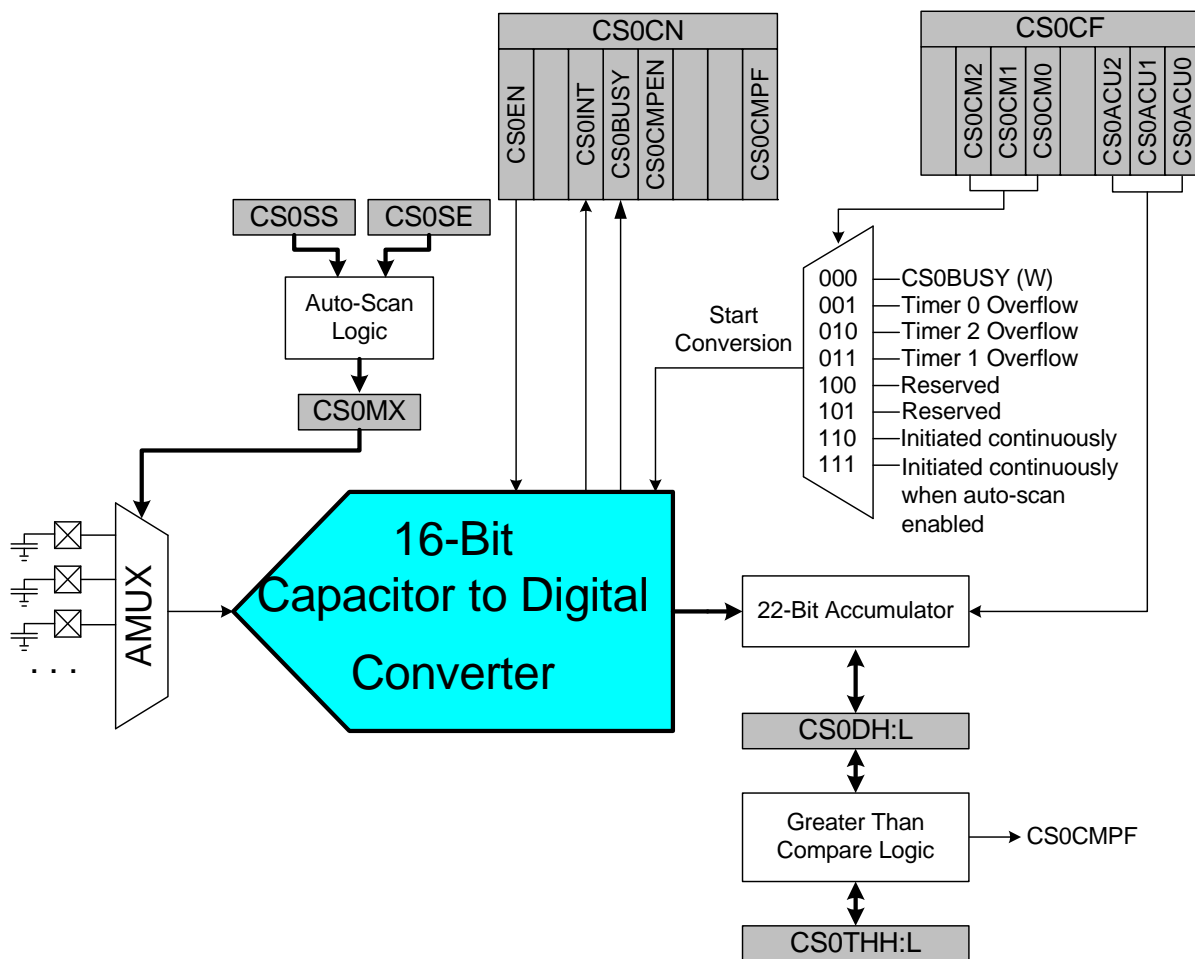 CS0CN
CS0EN
CS0INT
CS0BUSY
CS0CMPEN
CS0CMPF
CS0CF
CS0CM2
CS0CM1
CS0CM0
CS0ACU2
CS0ACU1
CS0ACU0
CS0SS
CS0SE
Auto-Scan
Logic
CS0MX
Start
Conversion
000
CS0BUSY (W)
001
Timer 0 Overflow
010
Timer 2 Overflow
011
Timer 1 Overflow
100
Reserved
101
Reserved
110
Initiated continuously
111
Initiated continuously
when auto-scan
enabled
AMUX
. . .
16-Bit
Capacitor to Digital
Converter
22-Bit Accumulator
CS0DH:L
Greater Than
Compare Logic
CS0CMPF
CS0THH:L